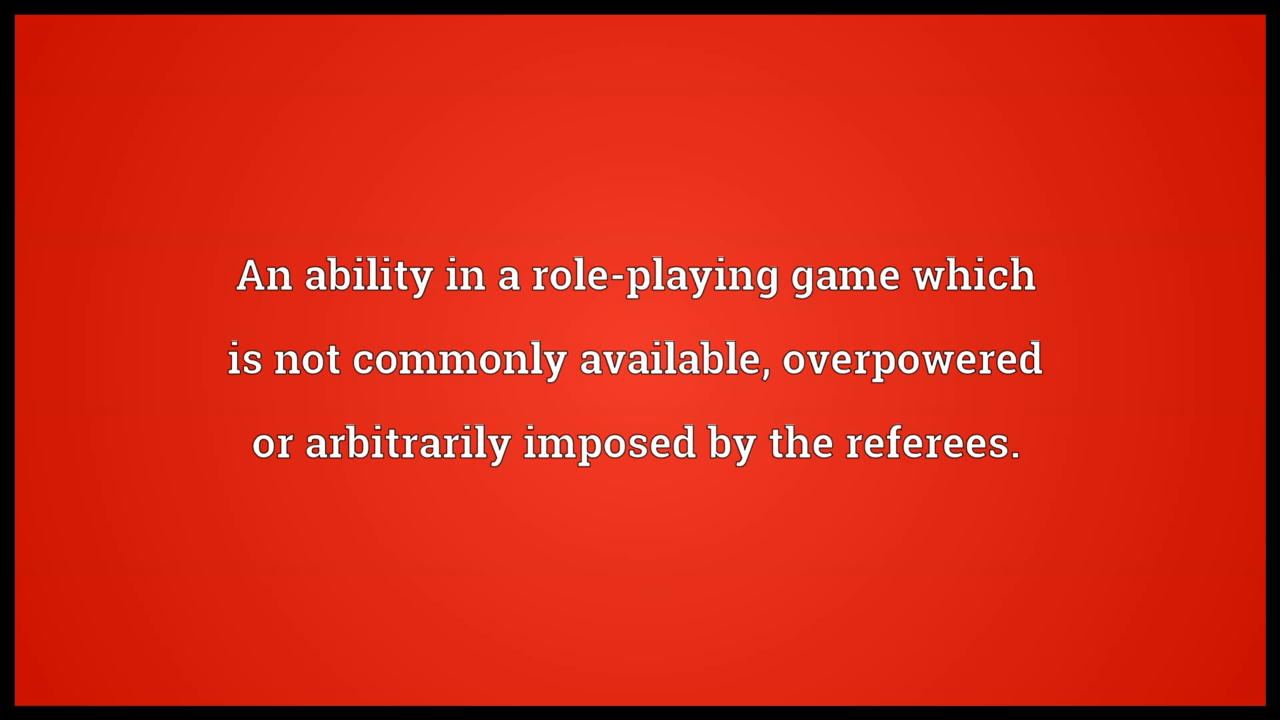 An ability in a role-playing game which
is not commonly available, overpowered
or arbitrarily imposed by the referees.